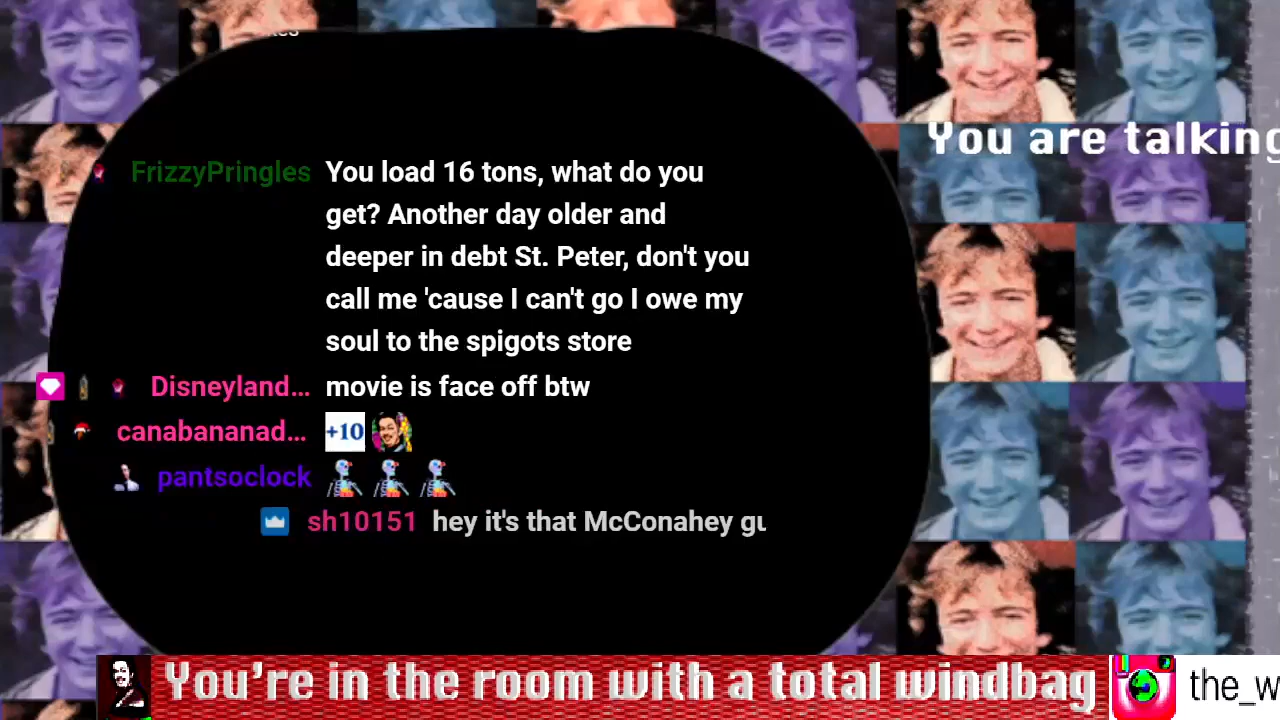 You are talking
FrizzyPringles You load 16 tons, what do you
get? Another day older and
deeper in debt St. Peter, don't you
call me 'cause I can't go I owe my
soul to the spigots store
Disneyland... movie is face off btw
canabananad... +10
pantsoclock
sh10151 hey it's that McConahey gu
You're in the room with a total windbag
the_w